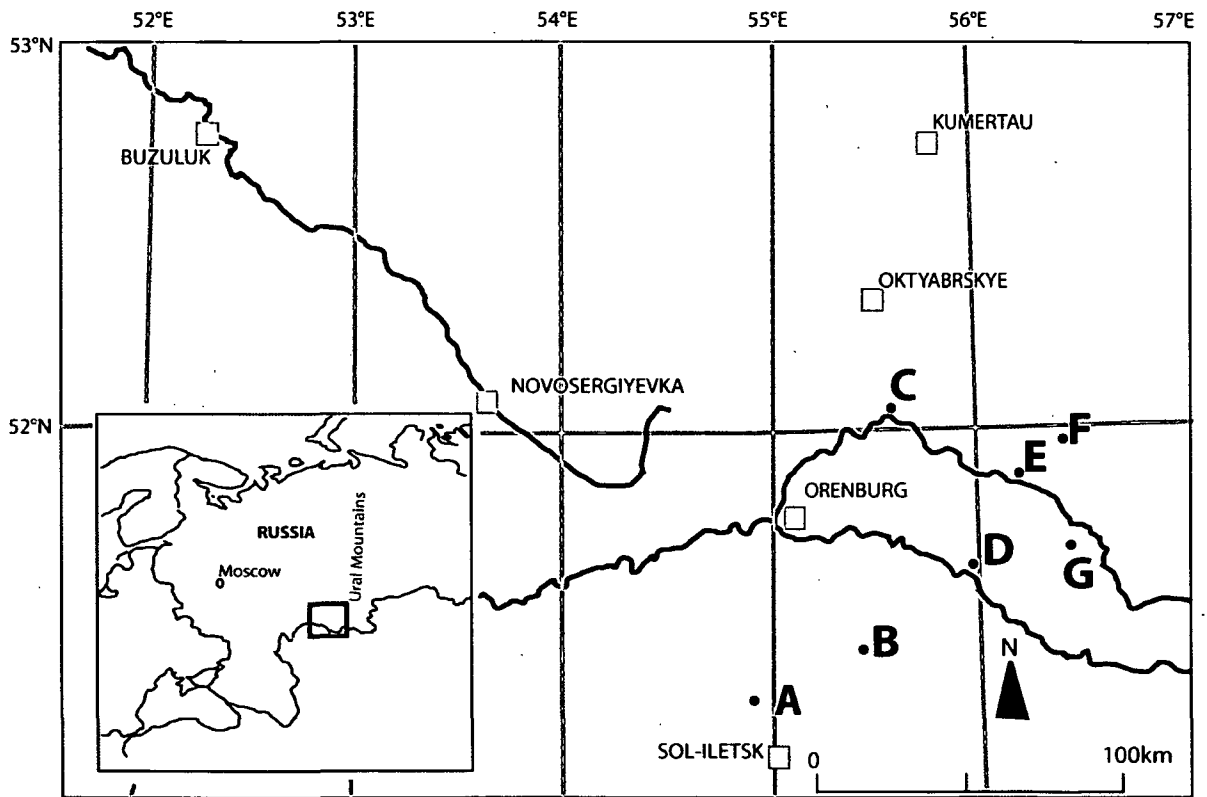 52°E 53°E 54°E 55°E 56°E 57°E
53°N
KUMERTAU
BUZULUK
OKTYABRSKYE
NOVOSERGIYEVKA
C
52°N
F
E
ORENBURG
RUSSIA
Ural Mountains
Moscow
D
G
B
N
A
SOL-ILETSK
0
100km